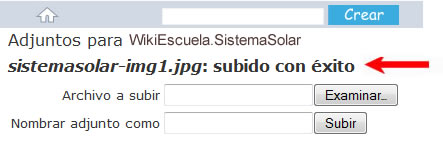 Crear
Adjuntos para WikiEscuela.SistemaSolar
sistemasolar-img1.jpg: subido con éxito
Archivo a subir Examinar...
Nombrar adjunto como Subir